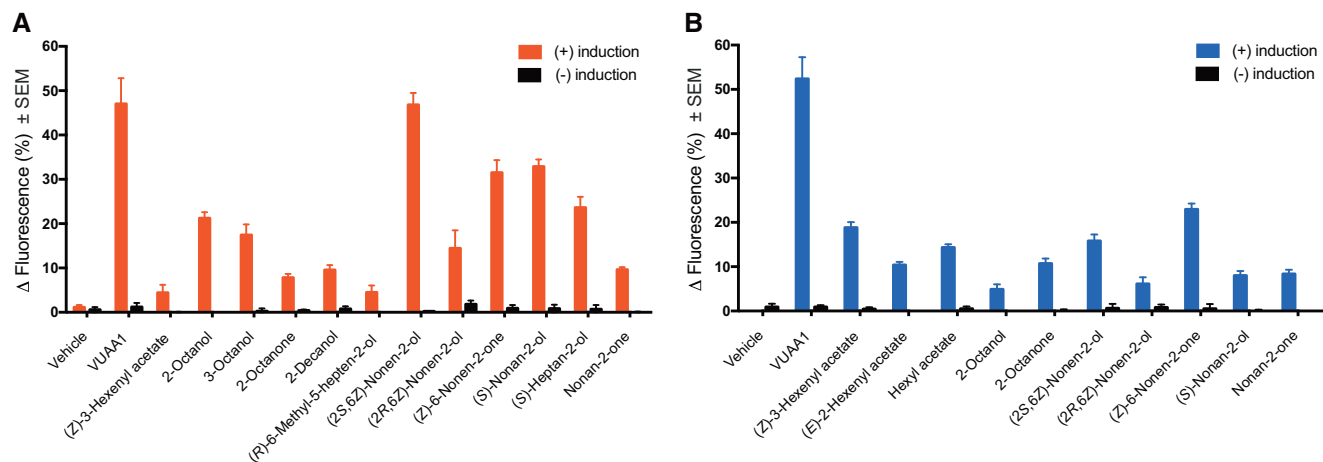 A
60
50
40
30
20
10
0
Δ Fluorescence (%) ± SEM
(+) induction
(-) induction
Vehicle
VUAA1
(Z)-3-Hexenyl acetate
2-Octanol
3-Octanol
2-Octanone
2-Decanol
(R)-6-Methyl-5-hepten-2-ol
(2S,6Z)-Nonen-2-ol
(2R,6Z)-Nonen-2-ol
(Z)-6-Nonen-2-one
(S)-Nonan-2-ol
(S)-Heptan-2-ol
Nonan-2-one
B
60
50
40
30
20
10
0
Δ Fluorescence (%) ± SEM
(+) induction
(-) induction
Vehicle
VUAA1
(Z)-3-Hexenyl acetate
(E)-2-Hexenyl acetate
Hexyl acetate
2-Octanol
2-Octanone
(2S,6Z)-Nonen-2-ol
(2R,6Z)-Nonen-2-ol
(Z)-6-Nonen-2-one
(S)-Nonan-2-ol
Nonan-2-one